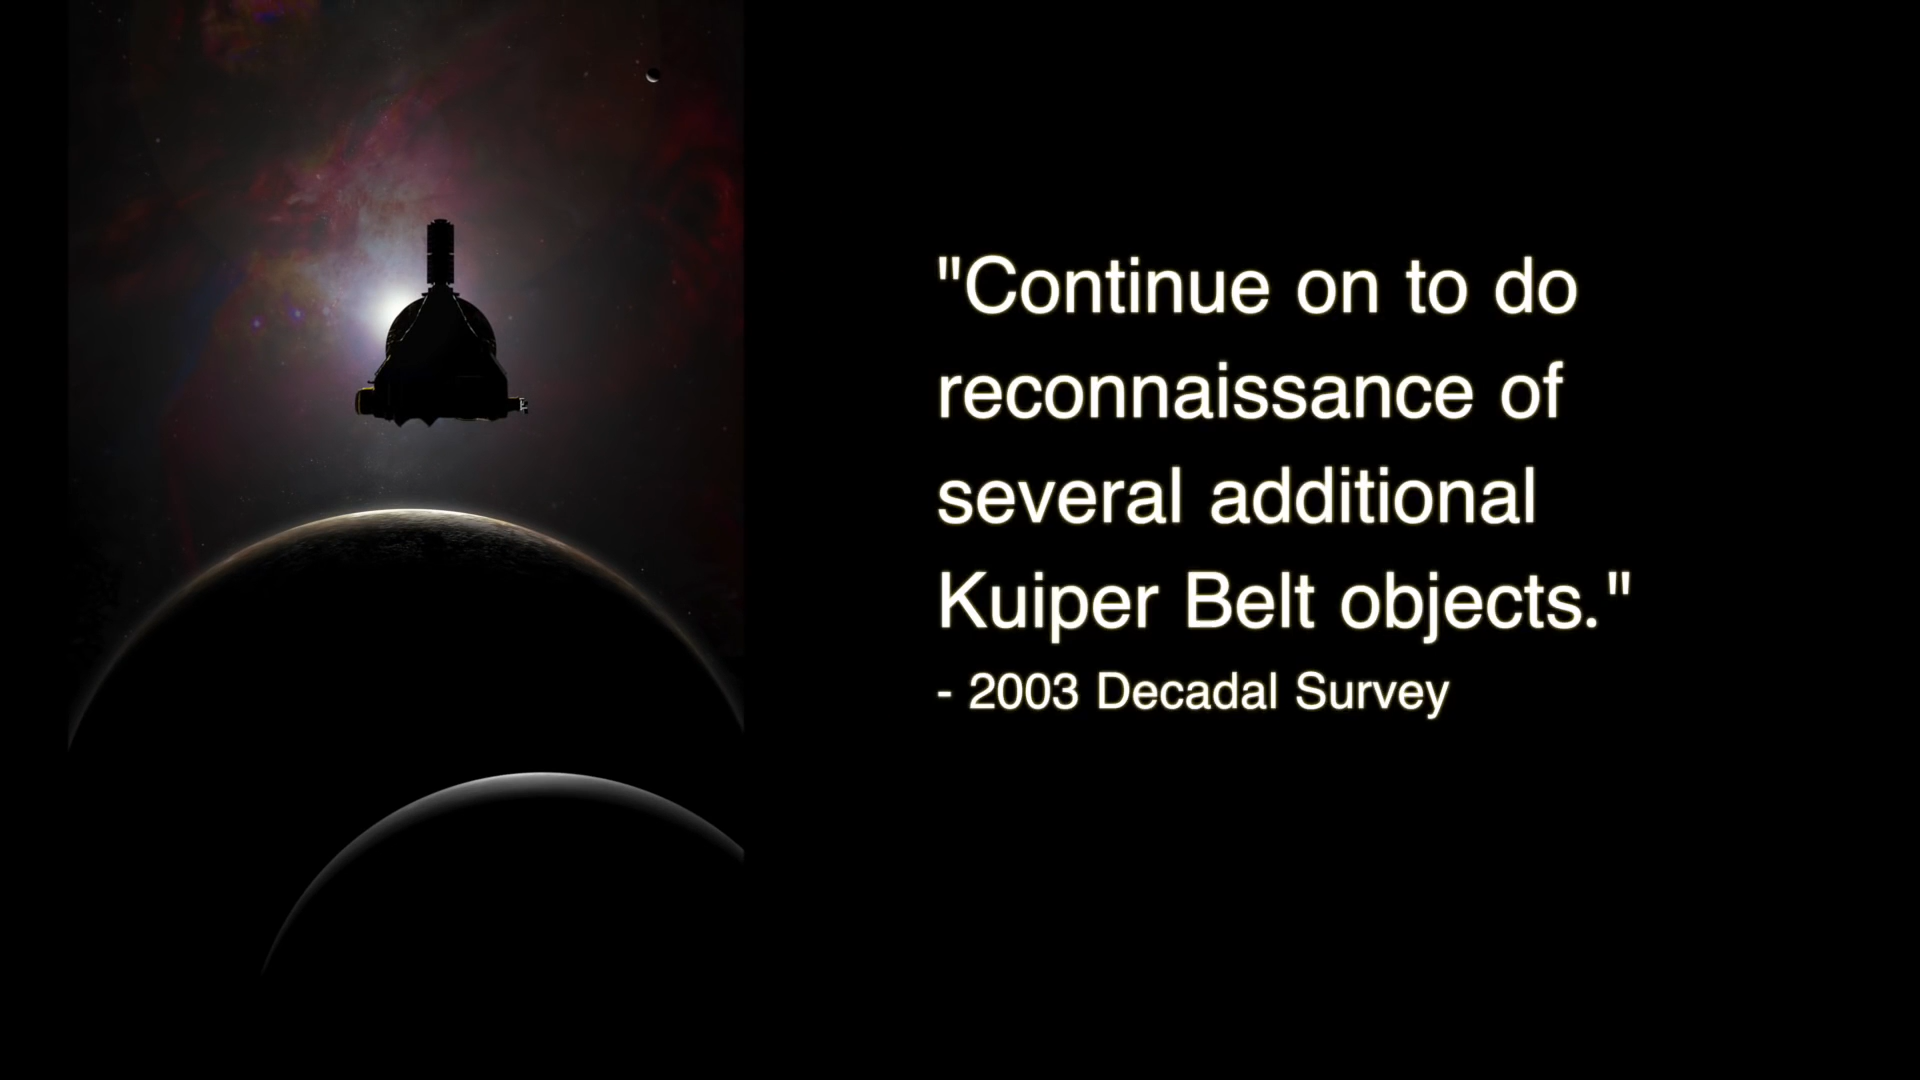 "Continue on to do
reconnaissance of
several additional
Kuiper Belt objects."
- 2003 Decadal Survey